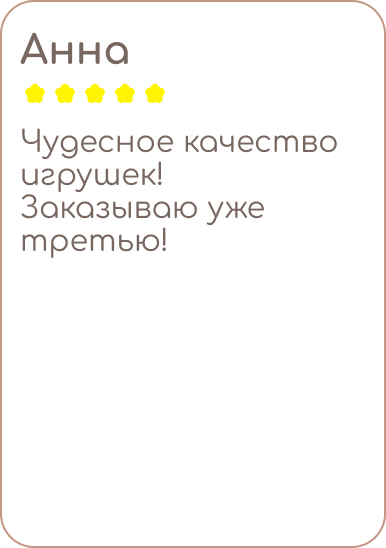 Анна
Чудесное качество
игрушек!
Заказываю уже
третью!